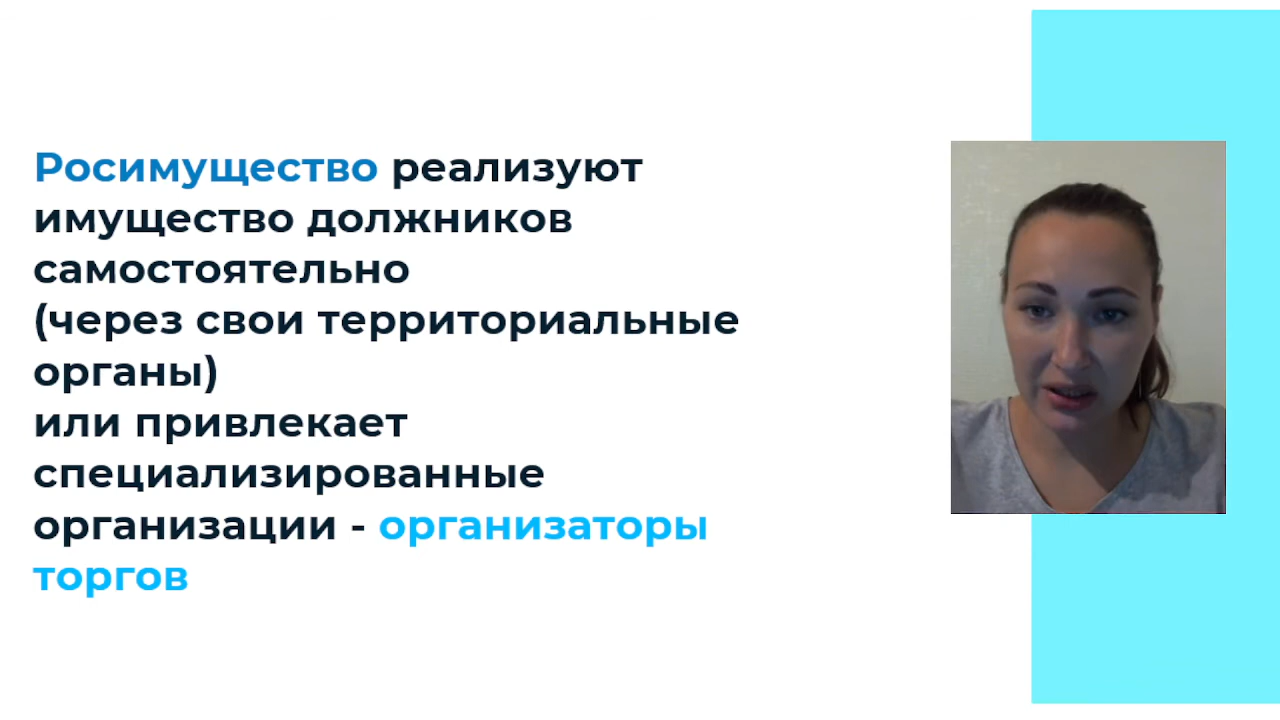 Росимущество реализуют
имущество должников
самостоятельно
(через свои территориальные
органы)
или привлекает
специализированные
организации - организаторы
торгов